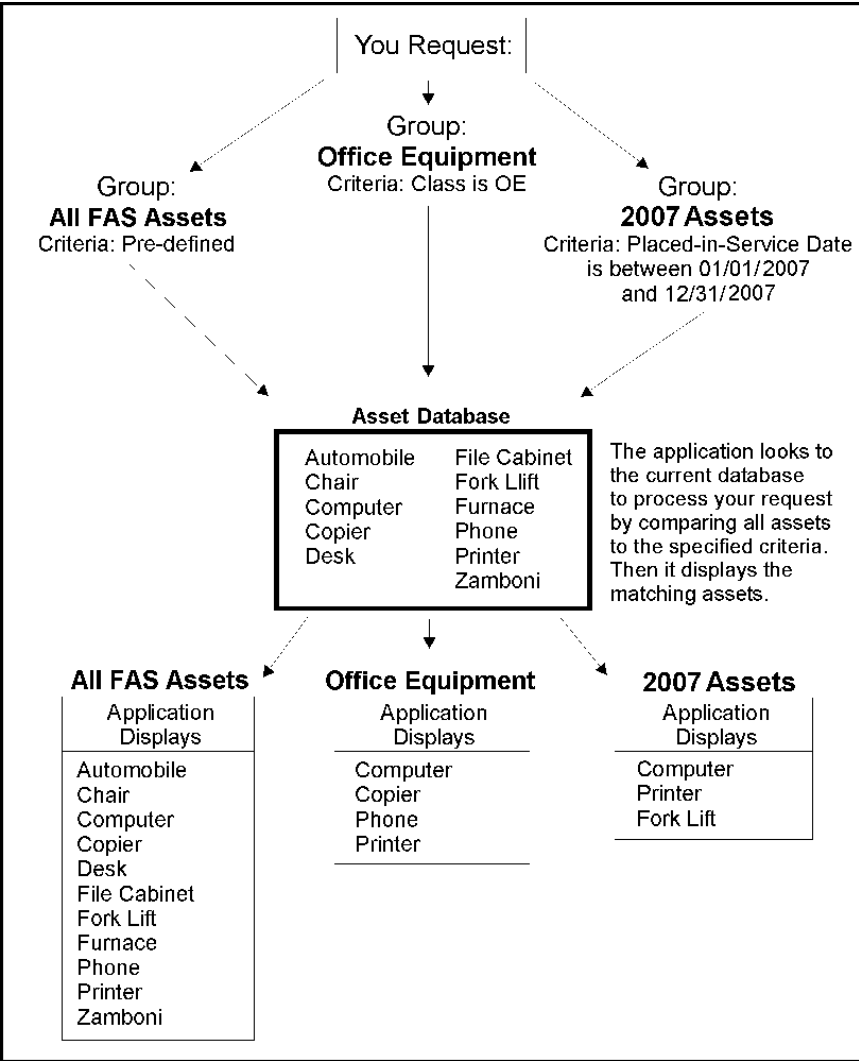 You Request:
Group:
Office Equipment
Criteria: Class is OE
Group:
All FAS Assets
Criteria: Pre-defined
Group:
2007 Assets
Criteria: Placed-in-Service Date
is between 01/01/2007
and 12/31/2007
Asset Database
Automobile
Chair
Computer
Copier
Desk
File Cabinet
Fork Llift
Furnace
Phone
Printer
Zamboni
The application looks to
the current database
to process your request
by comparing all assets
to the specified criteria.
Then it displays the
matching assets.
All FAS Assets
Application
Displays
Automobile
Chair
Computer
Copier
Desk
File Cabinet
Fork Lift
Furnace
Phone
Printer
Zamboni
Office Equipment
Application
Displays
Computer
Copier
Phone
Printer
2007 Assets
Application
Displays
Computer
Printer
Fork Lift